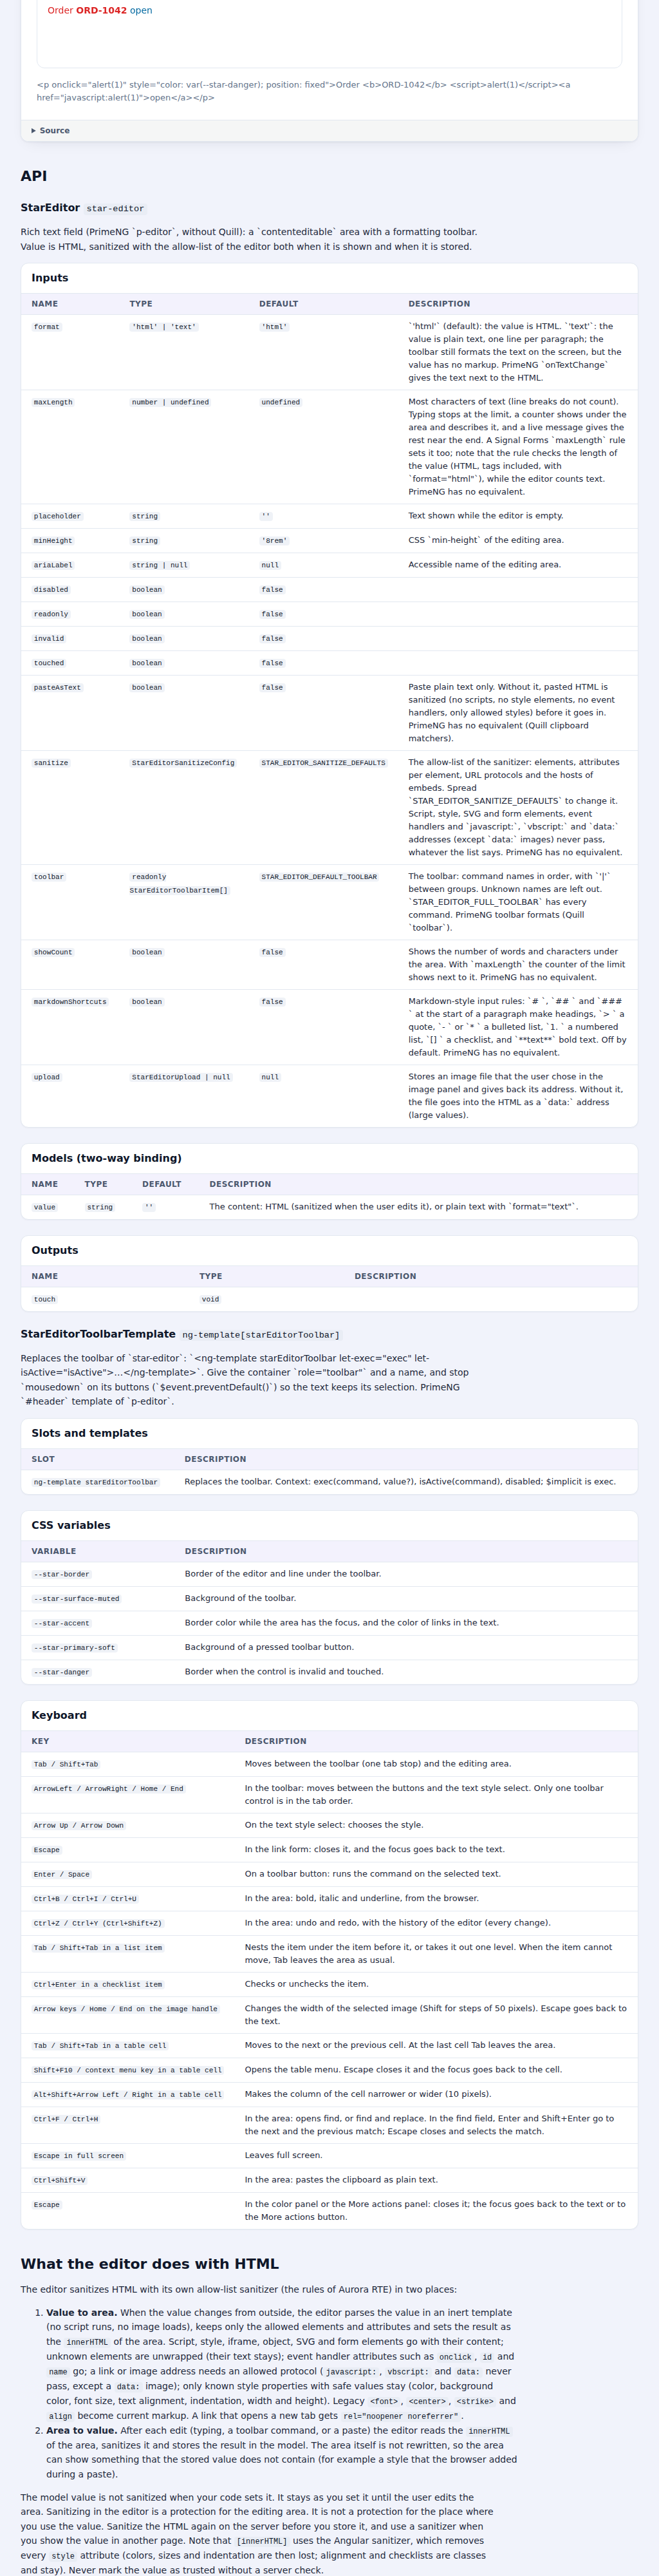 Order ORD-1042 open
<p onclick="alert(1)" style="color: var(--star-danger); position: fixed">Order <b>ORD-1042</b> <script>alert(1)</script><a
href="javascript:alert(1)">open</a></p>
▶ Source
API
StarEditor star-editor
Rich text field (PrimeNG `p-editor`, without Quill): a `contenteditable` area with a formatting toolbar.
Value is HTML, sanitized with the allow-list of the editor both when it is shown and when it is stored.
Inputs
NAME TYPE DEFAULT DESCRIPTION
format 'html' | 'text' 'html' `'html'` (default): the value is HTML. `'text'`: the
value is plain text, one line per paragraph; the
toolbar still formats the text on the screen, but the
value has no markup. PrimeNG `onTextChange`
gives the text next to the HTML.
maxLength number | undefined undefined Most characters of text (line breaks do not count).
Typing stops at the limit, a counter shows under the
area and describes it, and a live message gives the
rest near the end. A Signal Forms `maxLength` rule
sets it too; note that the rule checks the length of
the value (HTML, tags included, with
`format="html"`), while the editor counts text.
PrimeNG has no equivalent.
placeholder string '' Text shown while the editor is empty.
minHeight string '8rem' CSS `min-height` of the editing area.
ariaLabel string | null null Accessible name of the editing area.
disabled boolean false
readonly boolean false
invalid boolean false
touched boolean false
pasteAsText boolean false Paste plain text only. Without it, pasted HTML is
sanitized (no scripts, no style elements, no event
handlers, only allowed styles) before it goes in.
PrimeNG has no equivalent (Quill clipboard
matchers).
sanitize StarEditorSanitizeConfig STAR_EDITOR_SANITIZE_DEFAULTS The allow-list of the sanitizer: elements, attributes
per element, URL protocols and the hosts of
embeds. Spread
`STAR_EDITOR_SANITIZE_DEFAULTS` to change it.
Script, style, SVG and form elements, event
handlers and `javascript:`, `vbscript:` and `data:`
addresses (except `data:` images) never pass,
whatever the list says. PrimeNG has no equivalent.
toolbar readonly STAR_EDITOR_DEFAULT_TOOLBAR The toolbar: command names in order, with `'|'`
StarEditorToolbarItem[] between groups. Unknown names are left out.
`STAR_EDITOR_FULL_TOOLBAR` has every
command. PrimeNG toolbar formats (Quill
`toolbar`).
showCount boolean false Shows the number of words and characters under
the area. With `maxLength` the counter of the limit
shows next to it. PrimeNG has no equivalent.
markdownShortcuts boolean false Markdown-style input rules: `# `, `## ` and `###
` at the start of a paragraph make headings, `> ` a
quote, `- ` or `* ` a bulleted list, `1. ` a numbered
list, `[] ` a checklist, and `**text**` bold text. Off by
default. PrimeNG has no equivalent.
upload StarEditorUpload | null null Stores an image file that the user chose in the
image panel and gives back its address. Without it,
the file goes into the HTML as a `data:` address
(large values).
Models (two-way binding)
NAME TYPE DEFAULT DESCRIPTION
value string '' The content: HTML (sanitized when the user edits it), or plain text with `format="text"`.
Outputs
NAME TYPE DESCRIPTION
touch void
StarEditorToolbarTemplate ng-template[starEditorToolbar]
Replaces the toolbar of `star-editor`: `<ng-template starEditorToolbar let-exec="exec" let-
isActive="isActive">…</ng-template>`. Give the container `role="toolbar"` and a name, and stop
`mousedown` on its buttons (`$event.preventDefault()`) so the text keeps its selection. PrimeNG
`#header` template of `p-editor`.
Slots and templates
SLOT DESCRIPTION
ng-template starEditorToolbar Replaces the toolbar. Context: exec(command, value?), isActive(command), disabled; $implicit is exec.
CSS variables
VARIABLE DESCRIPTION
--star-border Border of the editor and line under the toolbar.
--star-surface-muted Background of the toolbar.
--star-accent Border color while the area has the focus, and the color of links in the text.
--star-primary-soft Background of a pressed toolbar button.
--star-danger Border when the control is invalid and touched.
Keyboard
KEY DESCRIPTION
Tab / Shift+Tab Moves between the toolbar (one tab stop) and the editing area.
ArrowLeft / ArrowRight / Home / End In the toolbar: moves between the buttons and the text style select. Only one toolbar
control is in the tab order.
Arrow Up / Arrow Down On the text style select: chooses the style.
Escape In the link form: closes it, and the focus goes back to the text.
Enter / Space On a toolbar button: runs the command on the selected text.
Ctrl+B / Ctrl+I / Ctrl+U In the area: bold, italic and underline, from the browser.
Ctrl+Z / Ctrl+Y (Ctrl+Shift+Z) In the area: undo and redo, with the history of the editor (every change).
Tab / Shift+Tab in a list item Nests the item under the item before it, or takes it out one level. When the item cannot
move, Tab leaves the area as usual.
Ctrl+Enter in a checklist item Checks or unchecks the item.
Arrow keys / Home / End on the image handle Changes the width of the selected image (Shift for steps of 50 pixels). Escape goes back to
the text.
Tab / Shift+Tab in a table cell Moves to the next or the previous cell. At the last cell Tab leaves the area.
Shift+F10 / context menu key in a table cell Opens the table menu. Escape closes it and the focus goes back to the cell.
Alt+Shift+Arrow Left / Right in a table cell Makes the column of the cell narrower or wider (10 pixels).
Ctrl+F / Ctrl+H In the area: opens find, or find and replace. In the find field, Enter and Shift+Enter go to
the next and the previous match; Escape closes and selects the match.
Escape in full screen Leaves full screen.
Ctrl+Shift+V In the area: pastes the clipboard as plain text.
Escape In the color panel or the More actions panel: closes it; the focus goes back to the text or to
the More actions button.
What the editor does with HTML
The editor sanitizes HTML with its own allow-list sanitizer (the rules of Aurora RTE) in two places:
1. Value to area. When the value changes from outside, the editor parses the value in an inert template
(no script runs, no image loads), keeps only the allowed elements and attributes and sets the result as
the innerHTML of the area. Script, style, iframe, object, SVG and form elements go with their content;
unknown elements are unwrapped (their text stays); event handler attributes such as onclick, id and
name go; a link or image address needs an allowed protocol (javascript:, vbscript: and data: never
pass, except a data: image); only known style properties with safe values stay (color, background
color, font size, text alignment, indentation, width and height). Legacy <font>, <center>, <strike> and
align become current markup. A link that opens a new tab gets rel="noopener noreferrer".
2. Area to value. After each edit (typing, a toolbar command, or a paste) the editor reads the innerHTML
of the area, sanitizes it and stores the result in the model. The area itself is not rewritten, so the area
can show something that the stored value does not contain (for example a style that the browser added
during a paste).
The model value is not sanitized when your code sets it. It stays as you set it until the user edits the
area. Sanitizing in the editor is a protection for the editing area. It is not a protection for the place where
you use the value. Sanitize the HTML again on the server before you store it, and use a sanitizer when
you show the value in another page. Note that [innerHTML] uses the Angular sanitizer, which removes
every style attribute (colors, sizes and indentation are then lost; alignment and checklists are classes
and stay). Never mark the value as trusted without a server check.